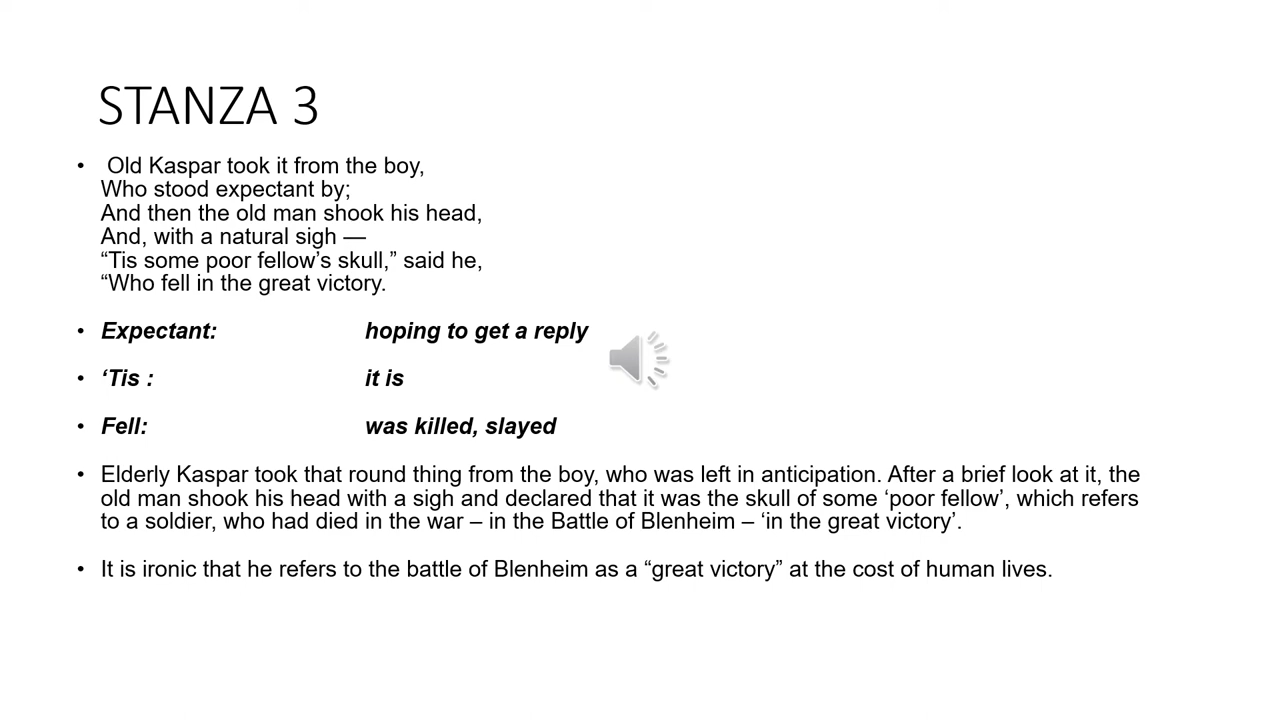 STANZA 3
• Old Kaspar took it from the boy,
Who stood expectant by;
And then the old man shook his head,
And, with a natural sigh —
“Tis some poor fellow’s skull,” said he,
“Who fell in the great victory.
• Expectant: hoping to get a reply
• ‘Tis : it is
• Fell: was killed, slayed
• Elderly Kaspar took that round thing from the boy, who was left in anticipation. After a brief look at it, the
old man shook his head with a sigh and declared that it was the skull of some ‘poor fellow’, which refers
to a soldier, who had died in the war – in the Battle of Blenheim – ‘in the great victory’.
• It is ironic that he refers to the battle of Blenheim as a “great victory” at the cost of human lives.